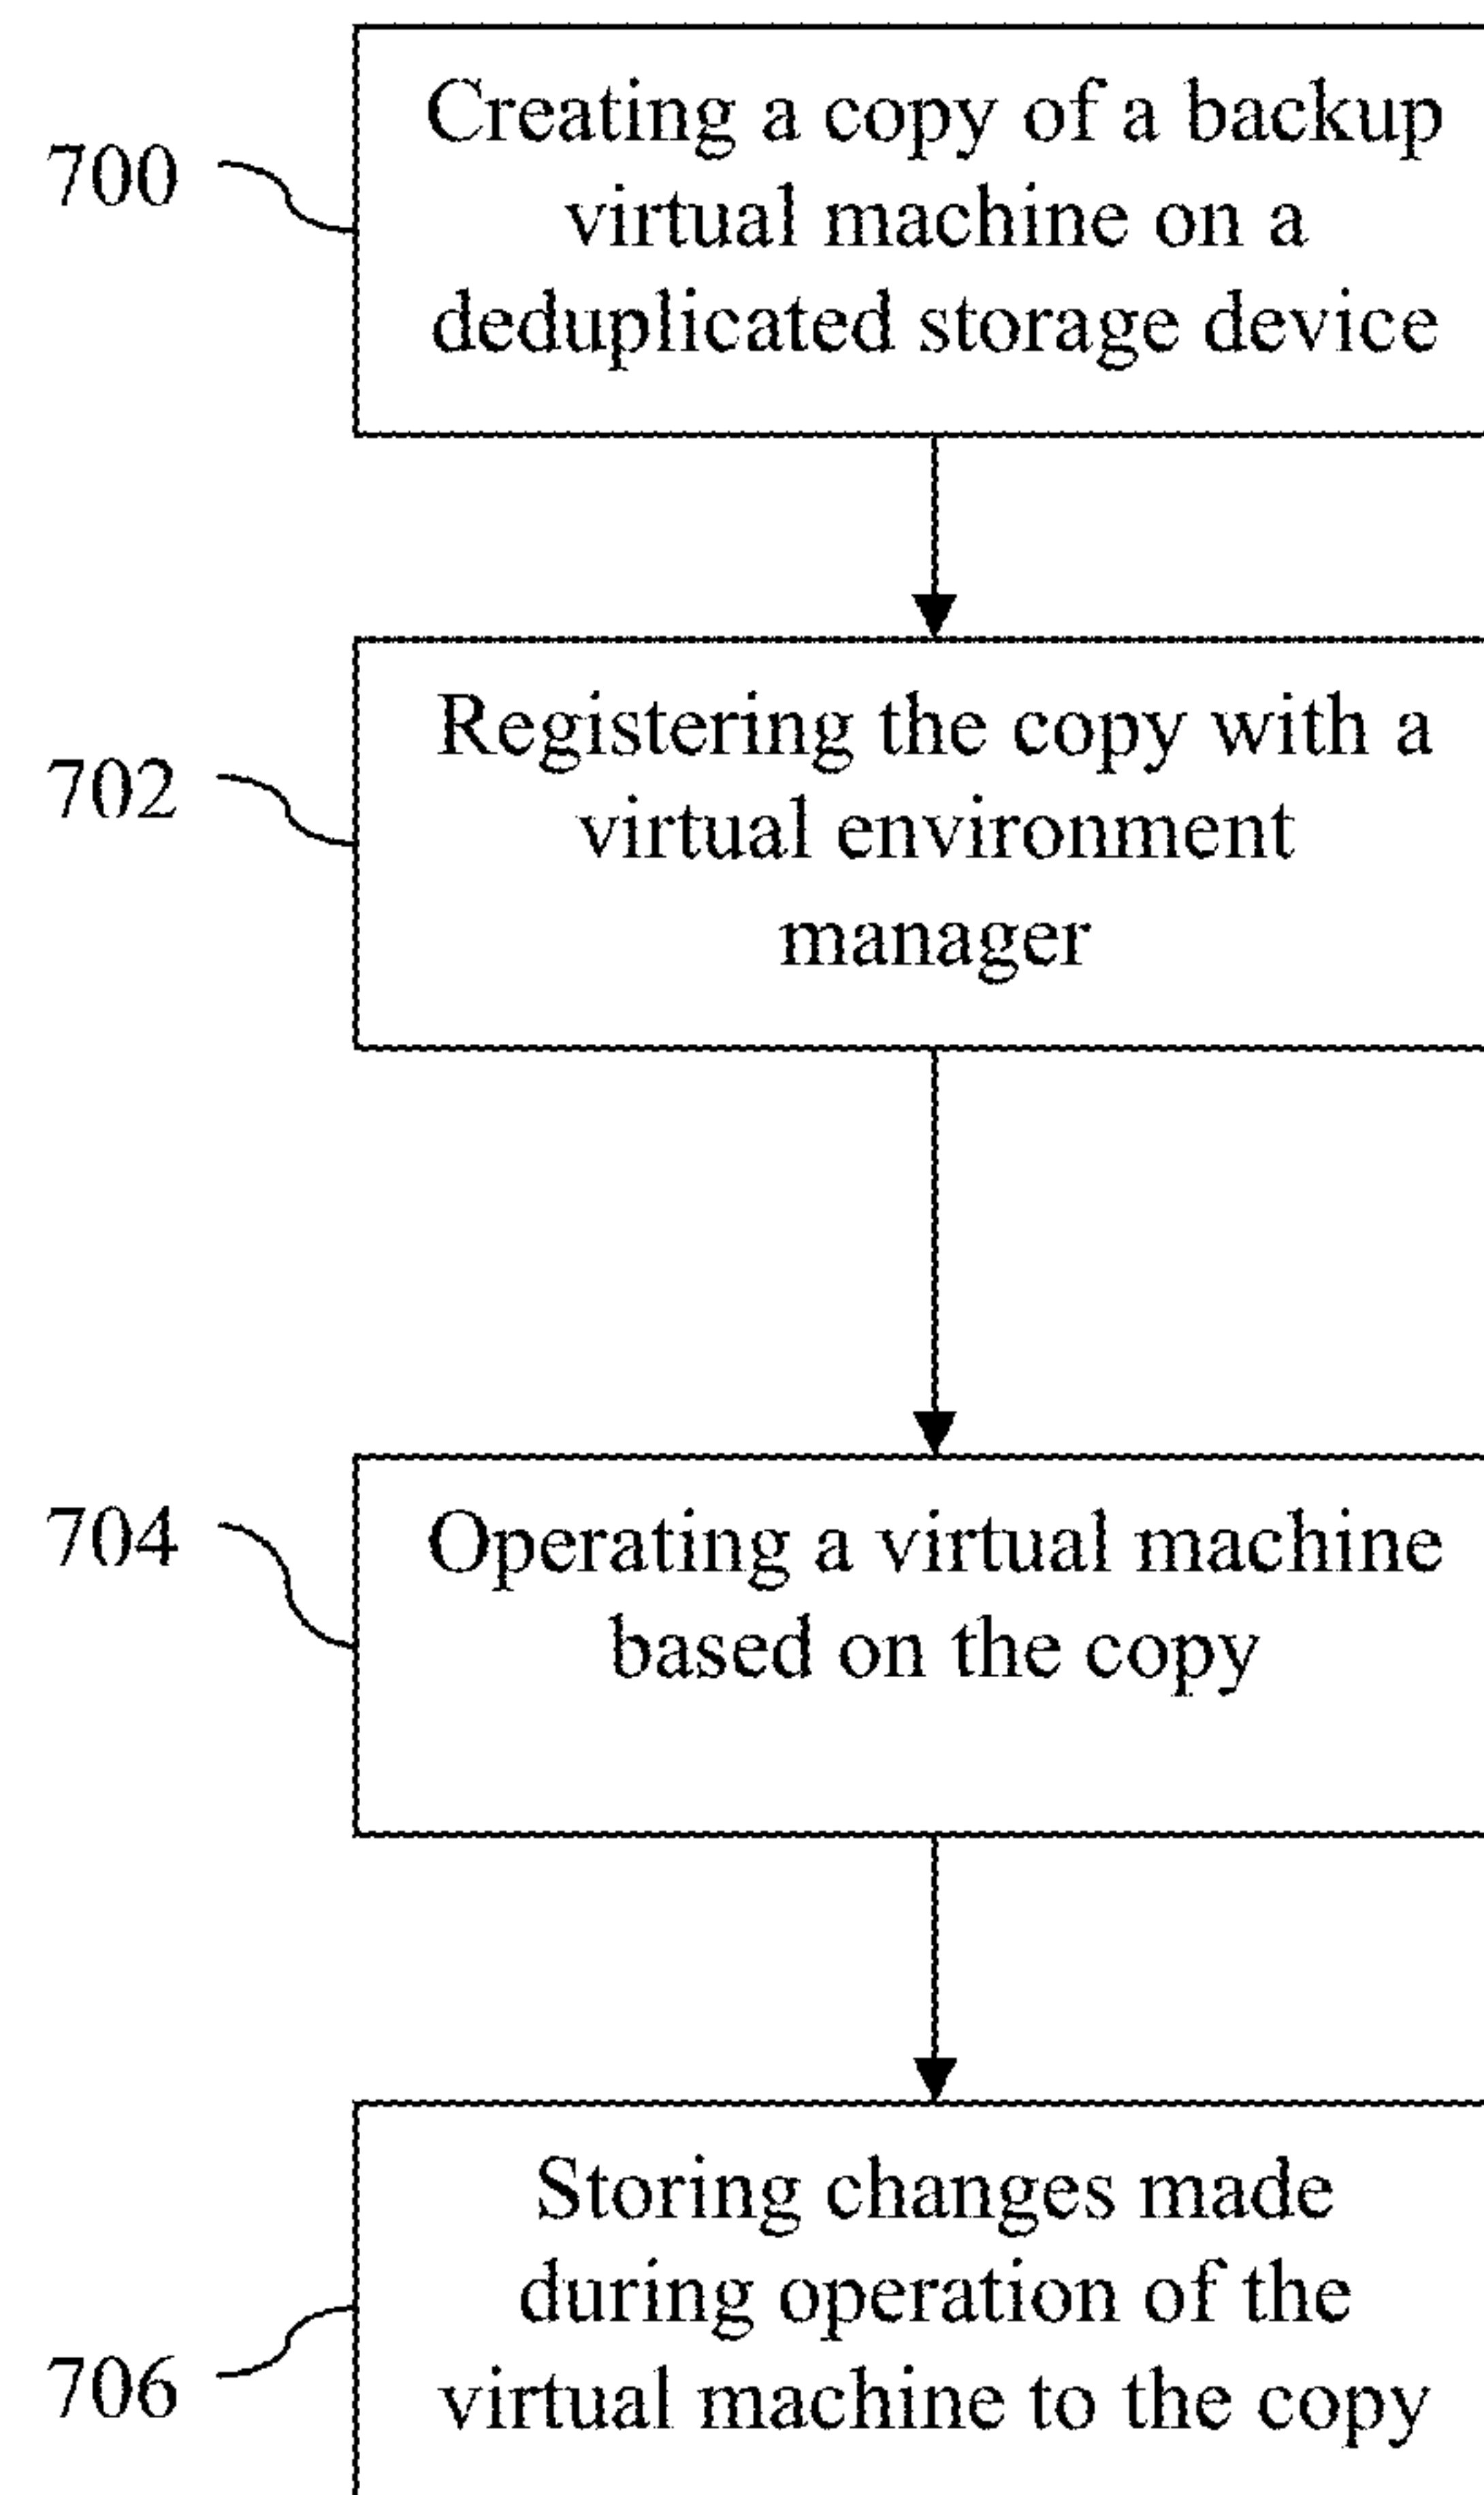 700
Creating a copy of a backup
virtual machine on a
deduplicated storage device
702
Registering the copy with a
virtual environment
manager
704
Operating a virtual machine
based on the copy
Storing changes made
during operation of the
706
virtual machine to the copy